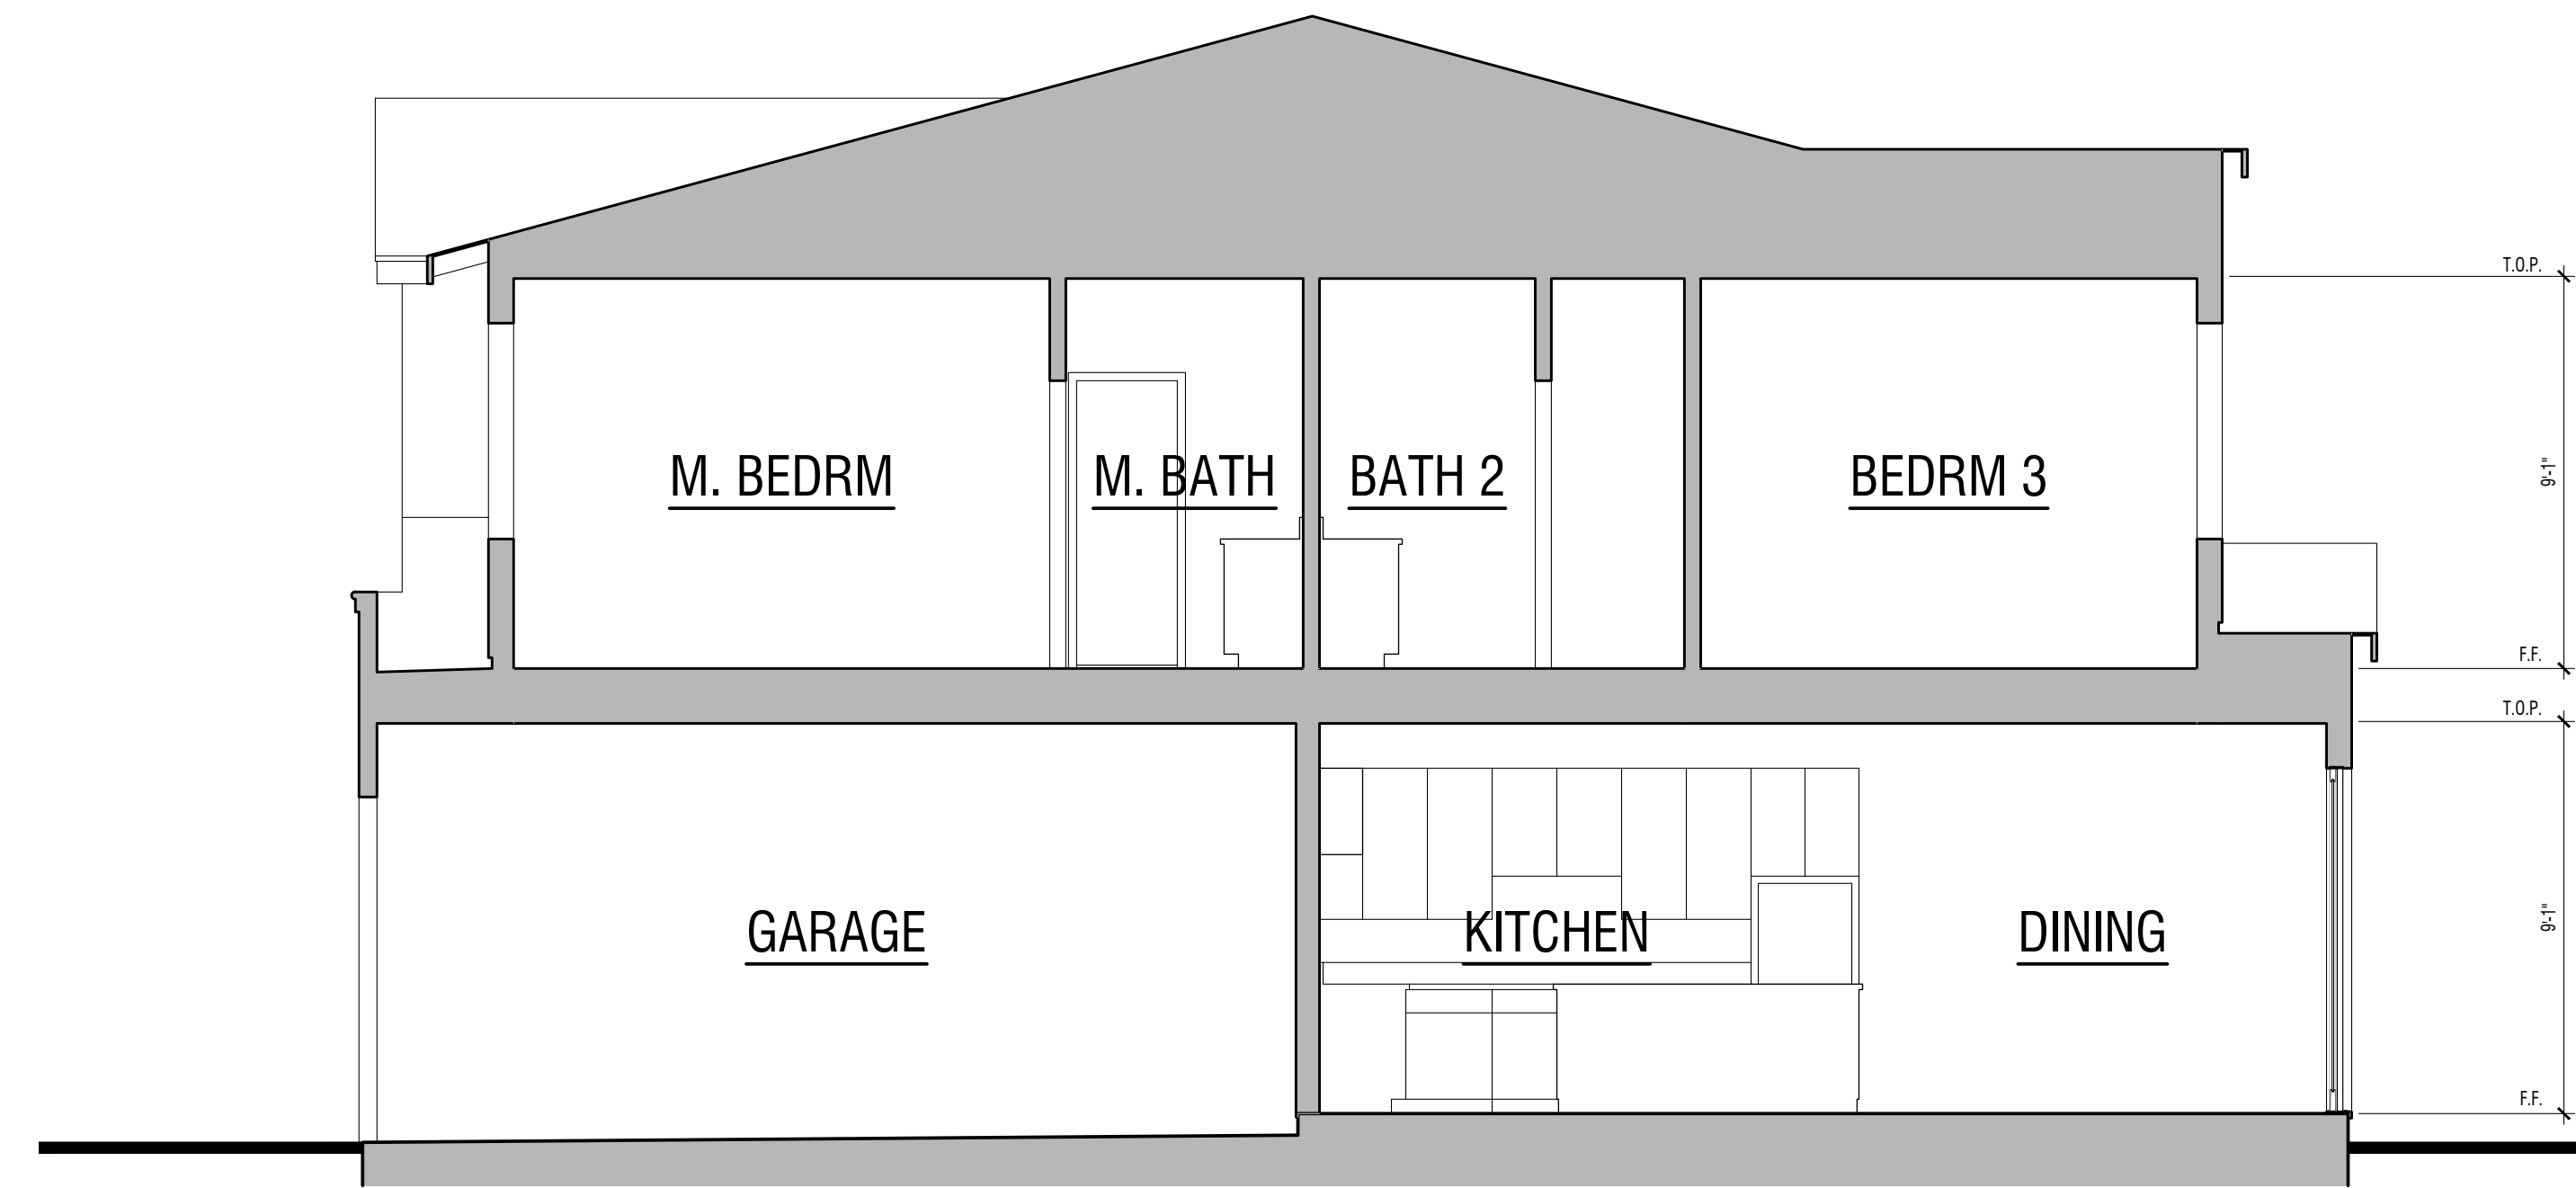 T.O.P.
9'-1"
M. BEDRM
M. BATH
BATH 2
BEDRM 3
F.F.
T.O.P.
9'-1"
GARAGE
KITCHEN
DINING
F.F.